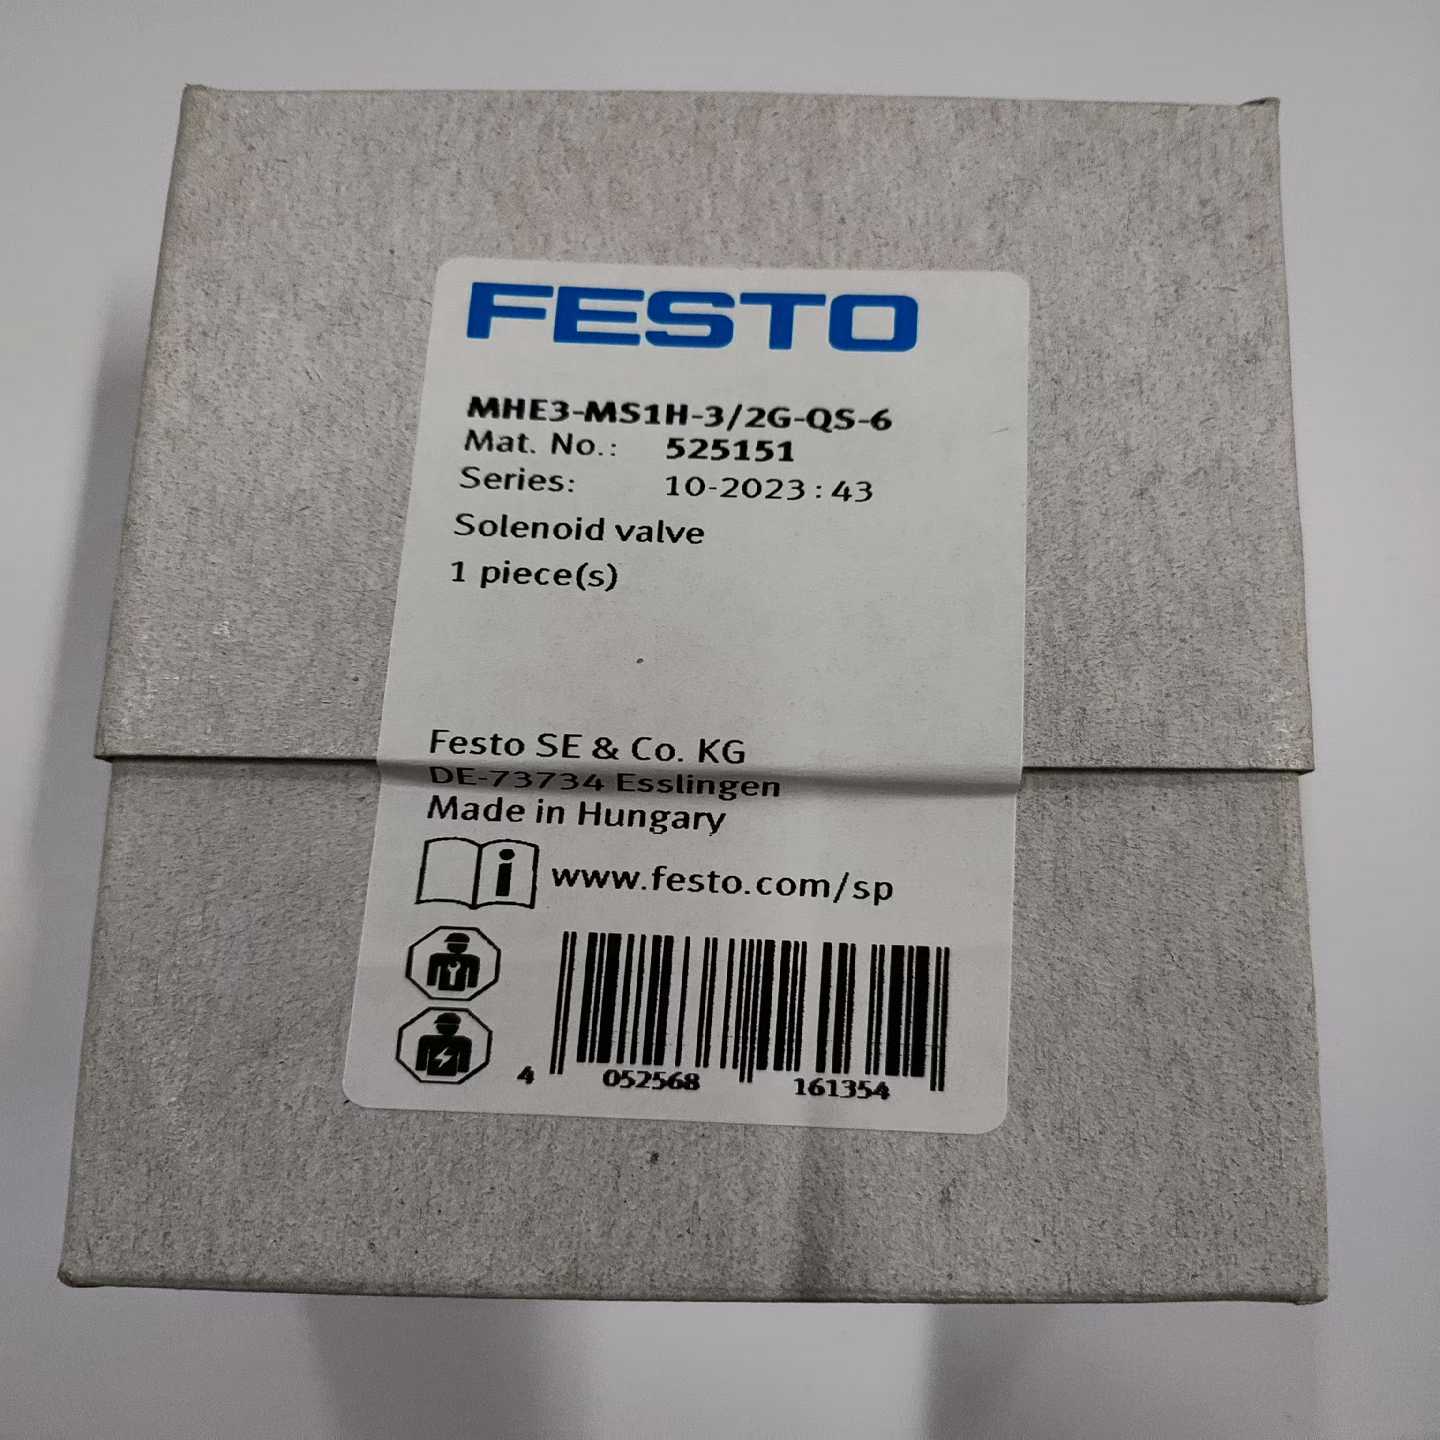 FESTO
MHE3-MS1H-3/2G-QS-6
Mat. No.: 525151
Series: 10-2023:43
Solenoid valve
1 piece(s)
Festo SE & Co. KG
DE-73734 Esslingen
Made in Hungary
i www.festo.com/sp
4 052568 161354